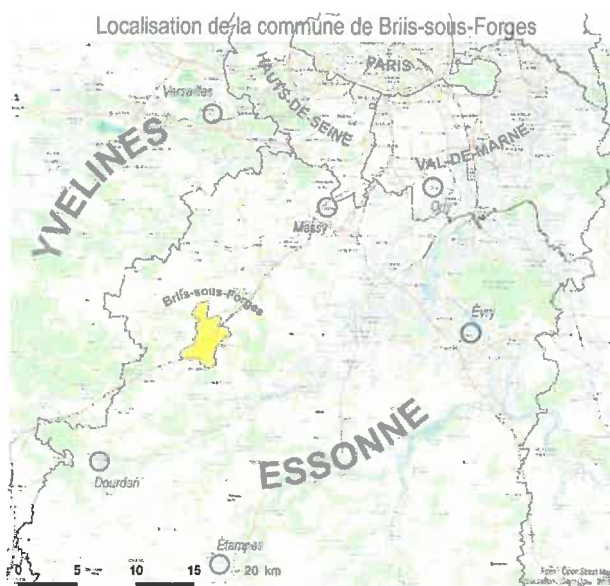 Localisation de la commune de Briis-sous-Forges
PARIS
HAUTS-DE-SEINE
Versailles
VAL-DE-MARNE
YVELINES
Orly
Massy
Briis-sous-Forges
Évry
ESSONNE
Dourdan
Étampes
0 5 10 15 20 km